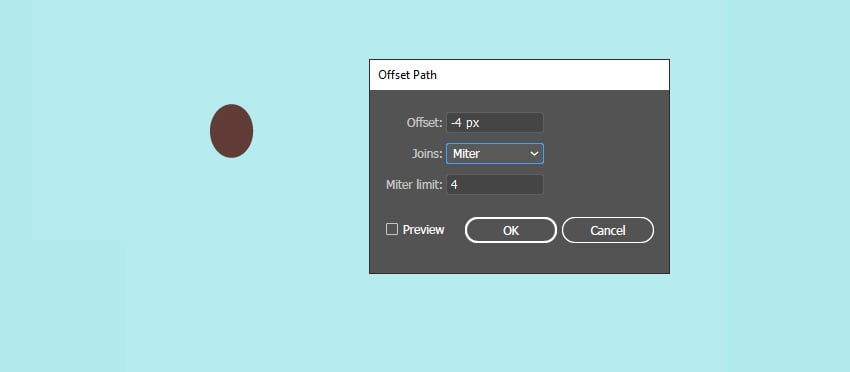 Offset Path
Offset: -4 px
Joins: Miter
Miter limit: 4
Preview OK Cancel